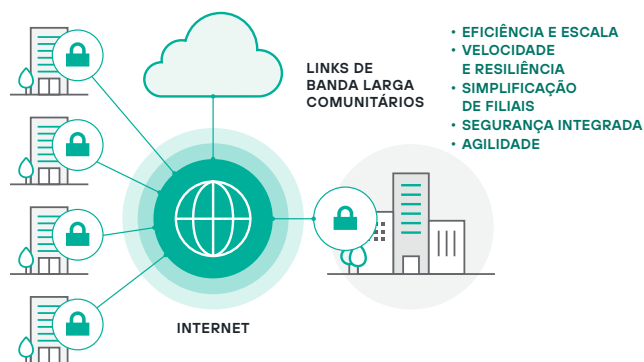 LINKS DE
BANDA LARGA
COMUNITÁRIOS
• EFICIÊNCIA E ESCALA
• VELOCIDADE
E RESILIÊNCIA
• SIMPLIFICAÇÃO
DE FILIAIS
• SEGURANÇA INTEGRADA
• AGILIDADE
INTERNET